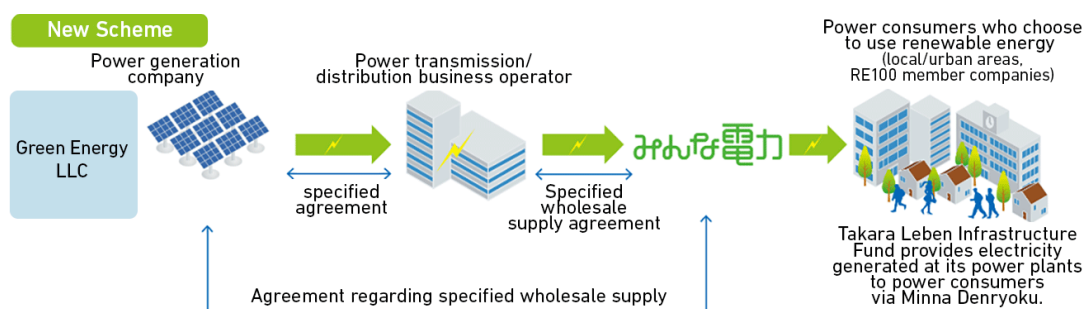 New Scheme
Power generation
company
Green Energy
LLC
specified
agreement
Power transmission/
distribution business operator
Specified
wholesale
supply agreement
みんな電力
Power consumers who choose
to use renewable energy
(local/urban areas,
RE100 member companies)
Takara Leben Infrastructure
Fund provides electricity
generated at its power plants
to power consumers
via Minna Denryoku.
Agreement regarding specified wholesale supply